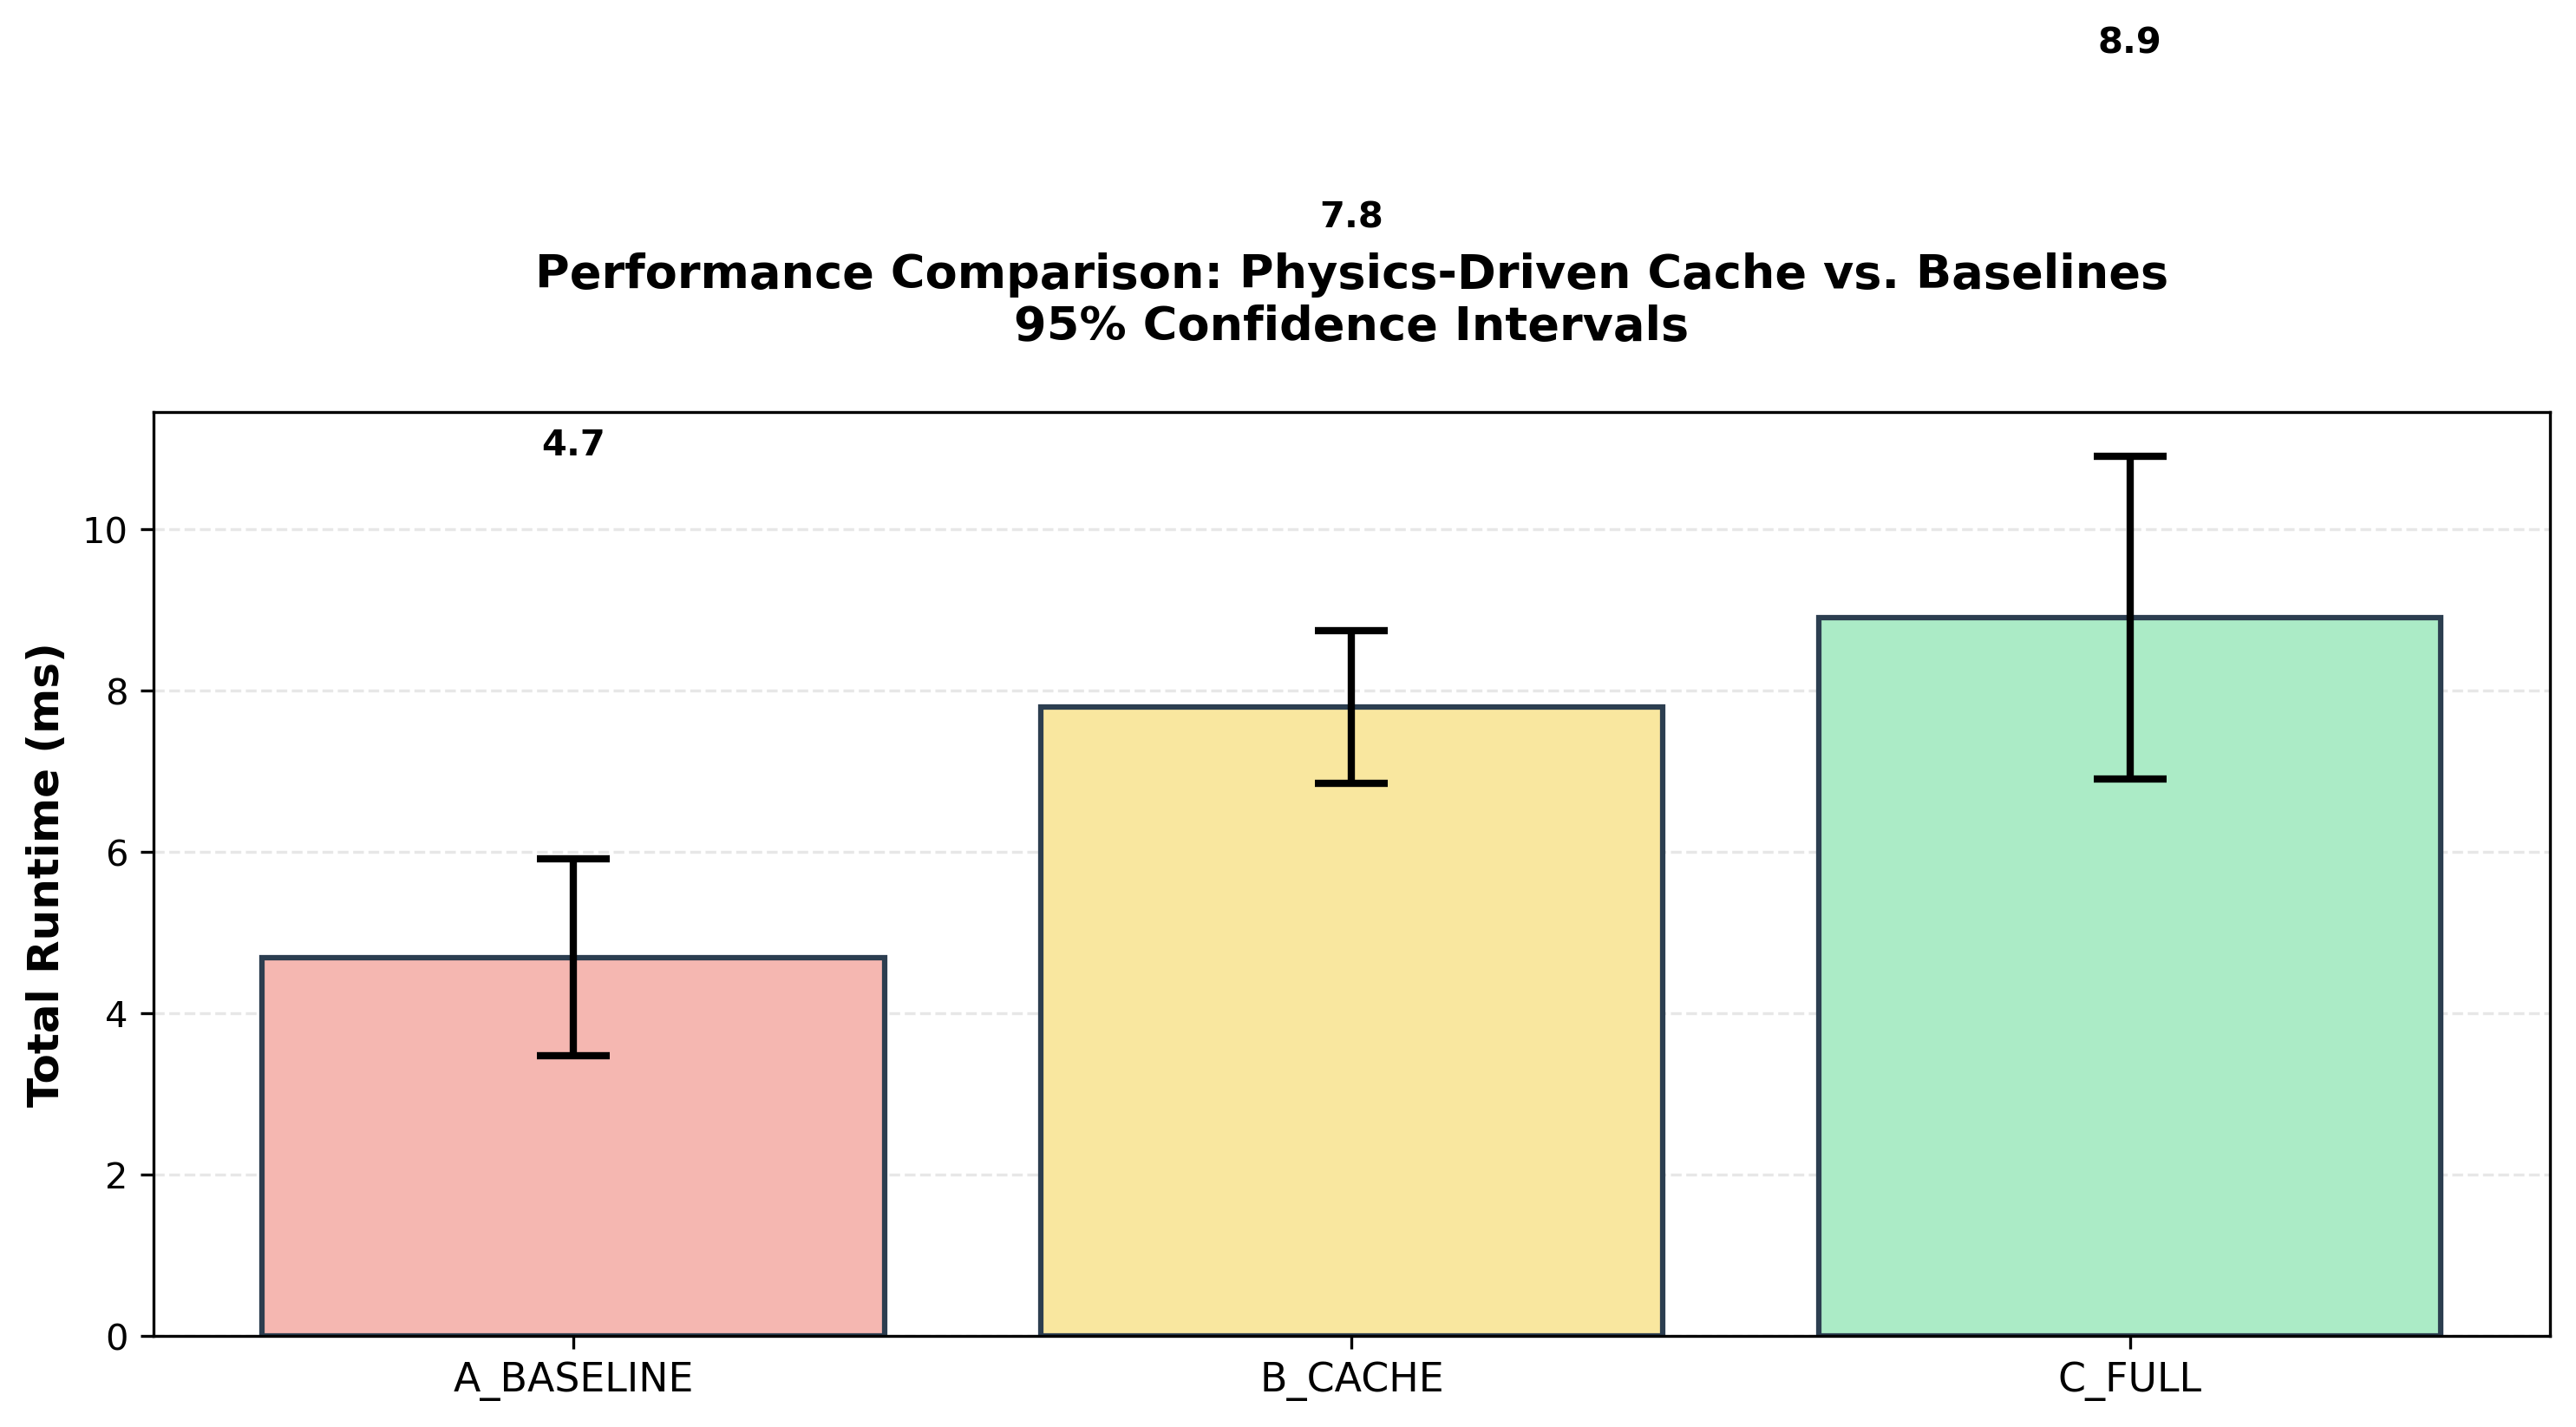 8.9
7.8
Performance Comparison: Physics-Driven Cache vs. Baselines
95% Confidence Intervals
4.7
Total Runtime (ms)
10
8
6
4
2
0
A_BASELINE
B_CACHE
C_FULL